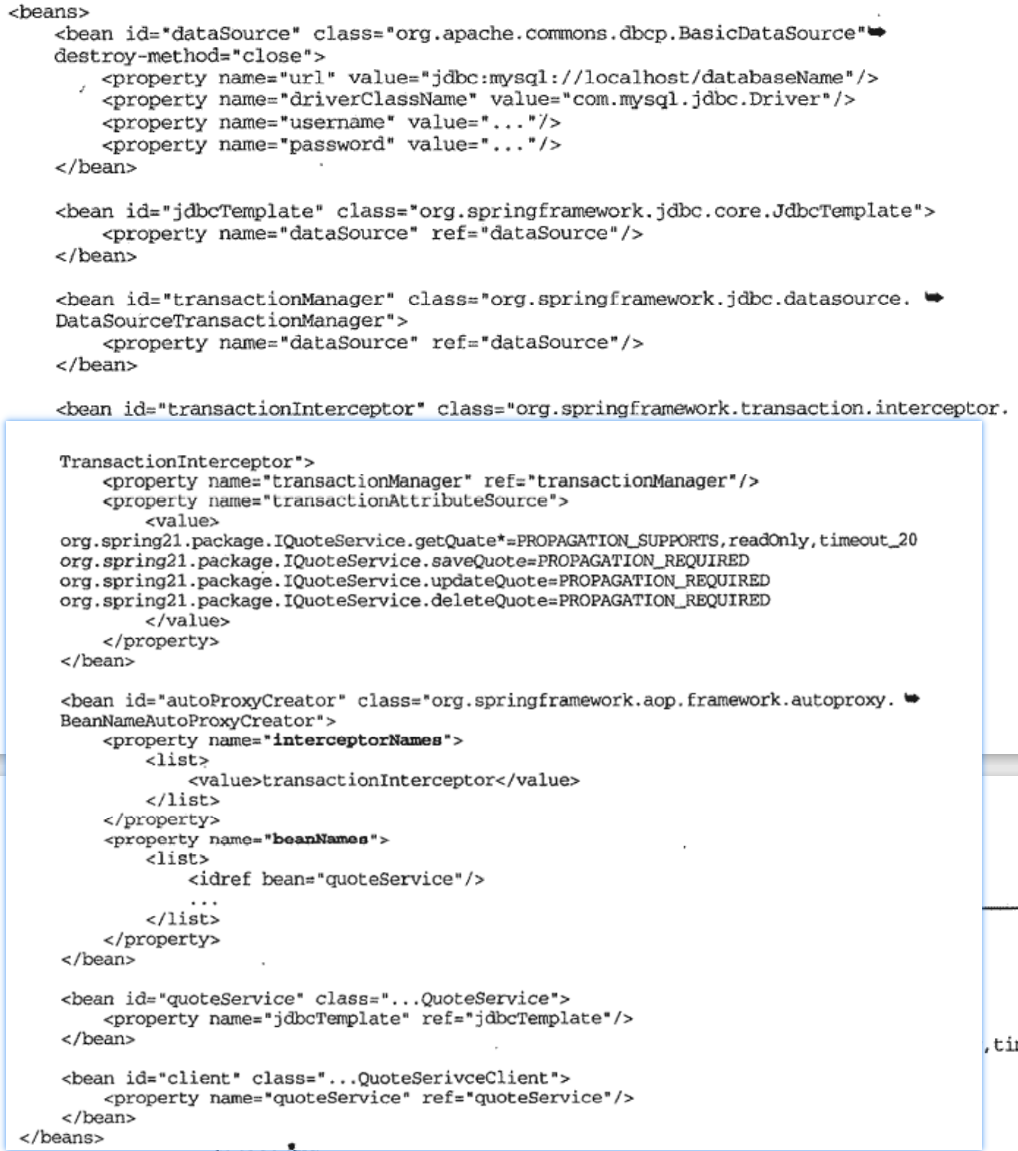 <beans>
<bean id="dataSource" class="org.apache.commons.dbcp.BasicDataSource"➥
destroy-method="close">
<property name="url" value="jdbc:mysql://localhost/databaseName"/>
<property name="driverClassName" value="com.mysql.jdbc.Driver"/>
<property name="username" value="..."/>
<property name="password" value="..."/>
</bean>
<bean id="jdbcTemplate" class="org.springframework.jdbc.core.JdbcTemplate">
<property name="dataSource" ref="dataSource"/>
</bean>
<bean id="transactionManager" class="org.springframework.jdbc.datasource. ➥
DataSourceTransactionManager">
<property name="dataSource" ref="dataSource"/>
</bean>
<bean id="transactionInterceptor" class="org.springframework.transaction.interceptor.
TransactionInterceptor">
<property name="transactionManager" ref="transactionManager"/>
<property name="transactionAttributeSource">
<value>
org.spring21.package.IQuoteService.getQuate*=PROPAGATION_SUPPORTS,readOnly,timeout_20
org.spring21.package.IQuoteService.saveQuote=PROPAGATION_REQUIRED
org.spring21.package.IQuoteService.updateQuote=PROPAGATION_REQUIRED
org.spring21.package.IQuoteService.deleteQuote=PROPAGATION_REQUIRED
</value>
</property>
</bean>
<bean id="autoProxyCreator" class="org.springframework.aop.framework.autoproxy. ➥
BeanNameAutoProxyCreator">
<property name="interceptorNames">
<list>
<value>transactionInterceptor</value>
</list>
</property>
<property name="beanNames">
<list>
<idref bean="quoteService"/>
...
</list>
</property>
</bean>
<bean id="quoteService" class="...QuoteService">
<property name="jdbcTemplate" ref="jdbcTemplate"/>
</bean>
,tin
<bean id="client" class="...QuoteSerivceClient">
<property name="quoteService" ref="quoteService"/>
</bean>
</beans>